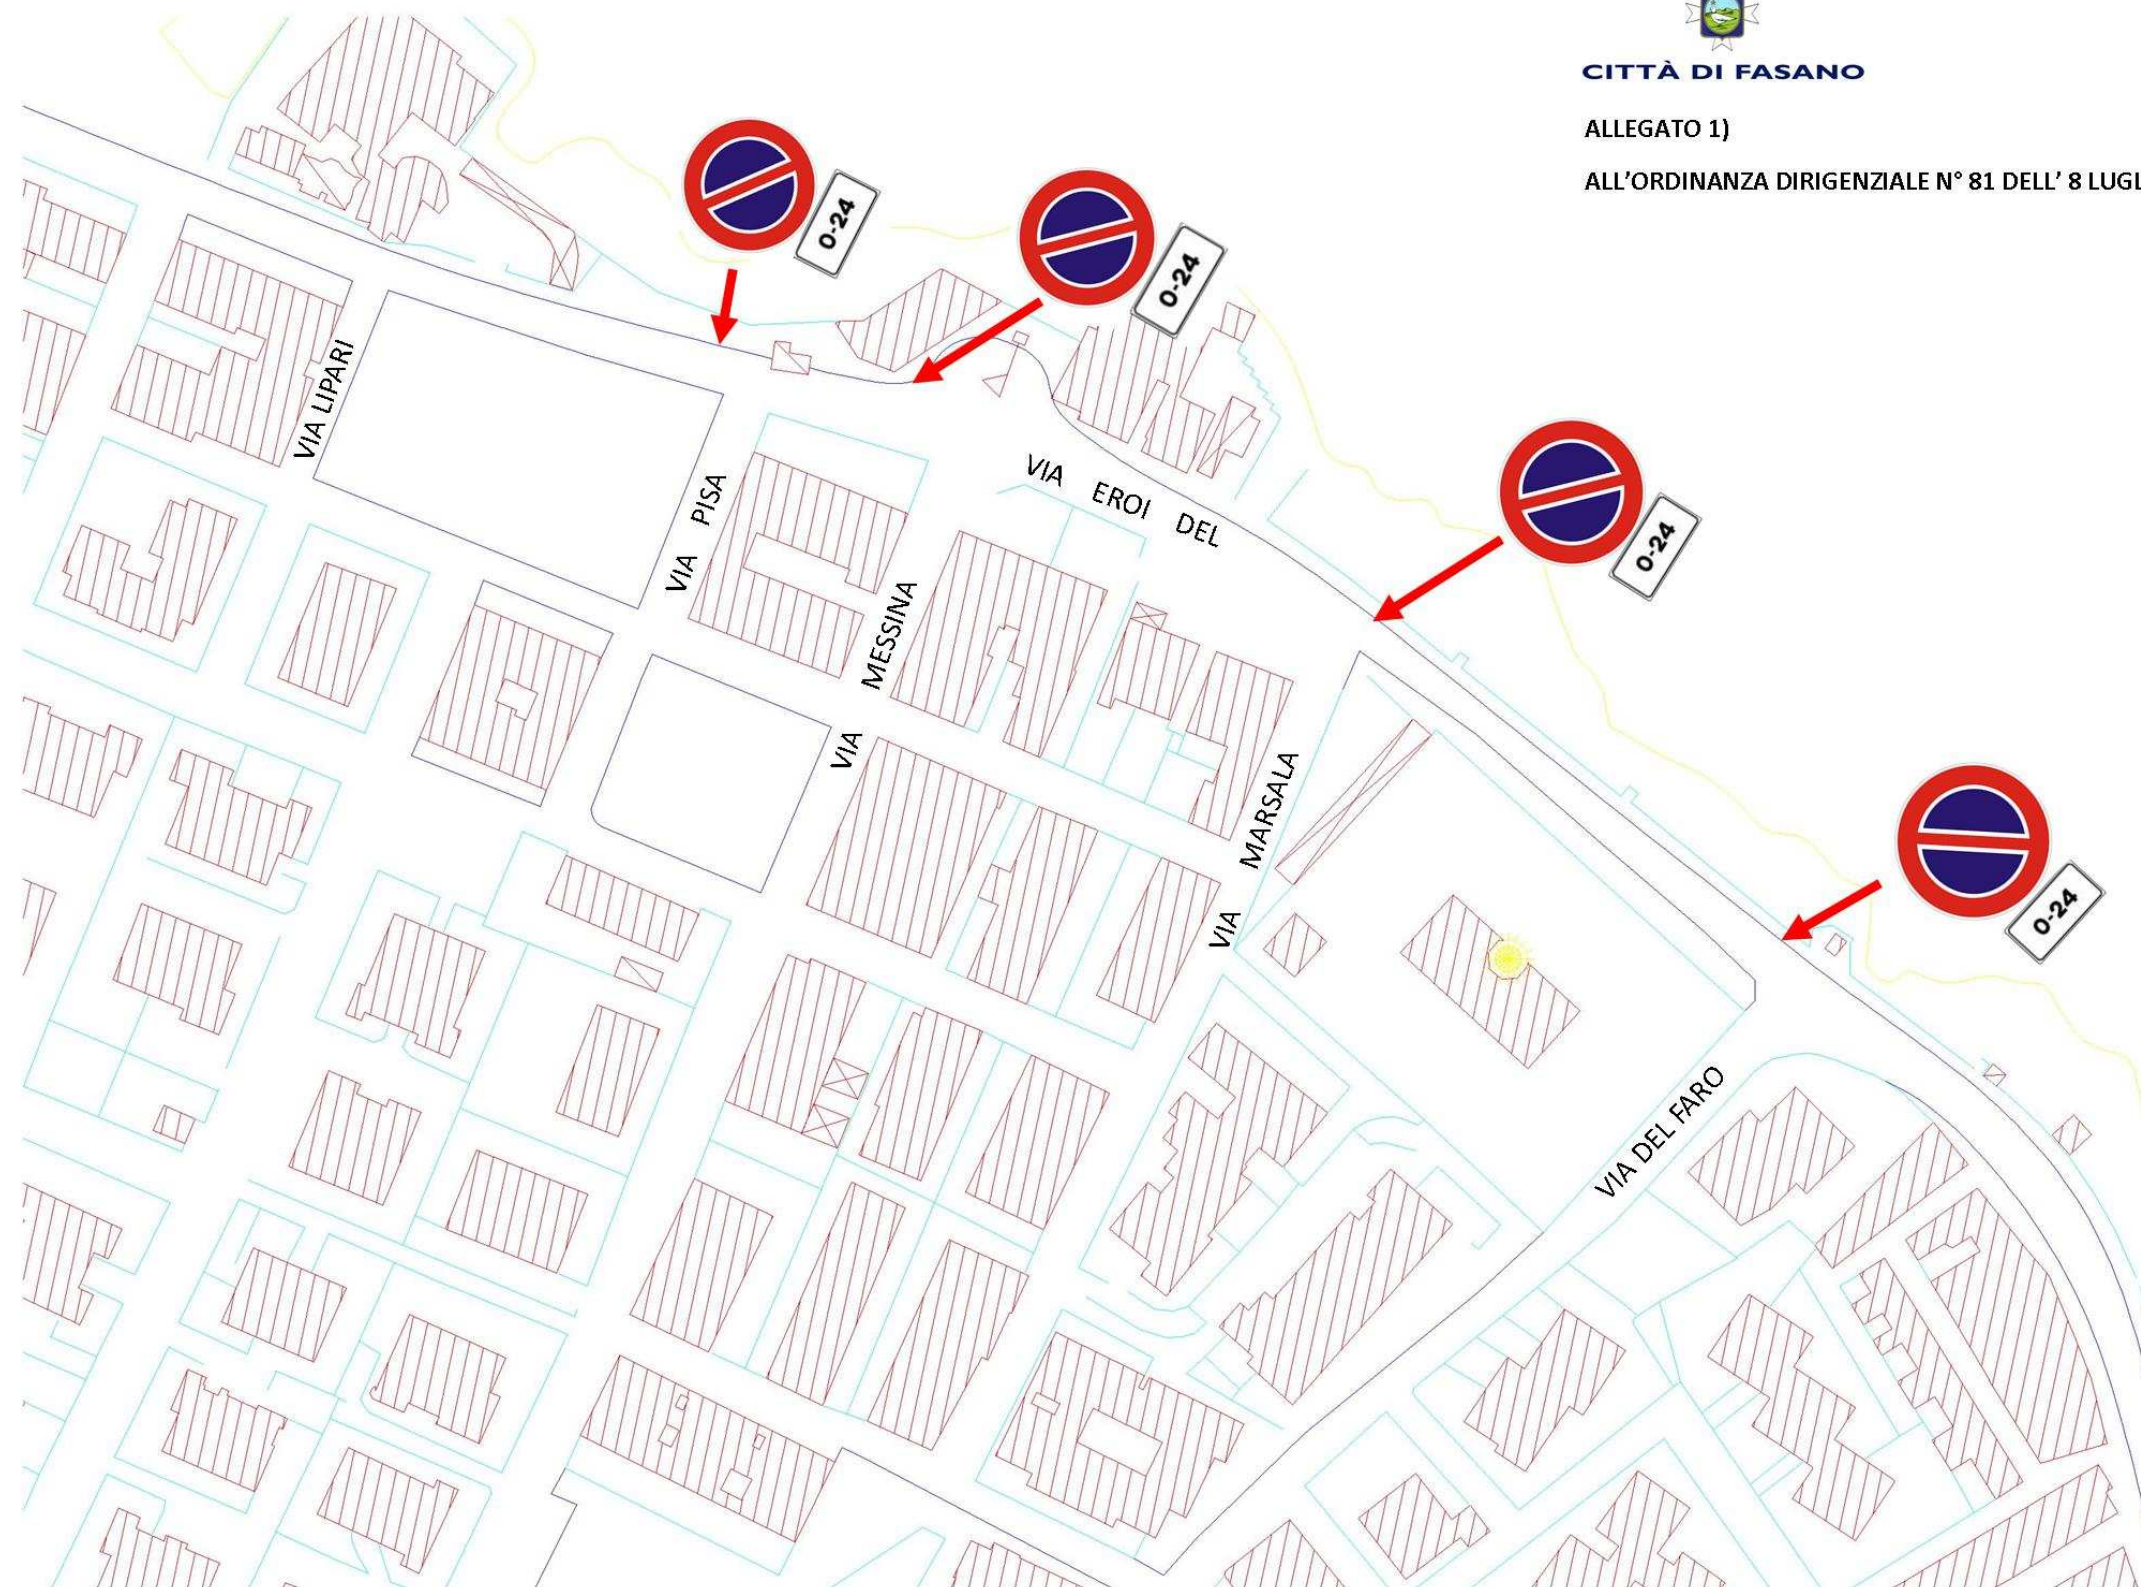 CITTÀ DI FASANO
ALLEGATO 1)
ALL'ORDINANZA DIRIGENZIALE N° 81 DELL' 8 LUGL
0-24
0-24
VIA LIPARI
VIA PISA
VIA EROI DEL
0-24
VIA MESSINA
VIA MARSALA
0-24
VIA DEL FARO